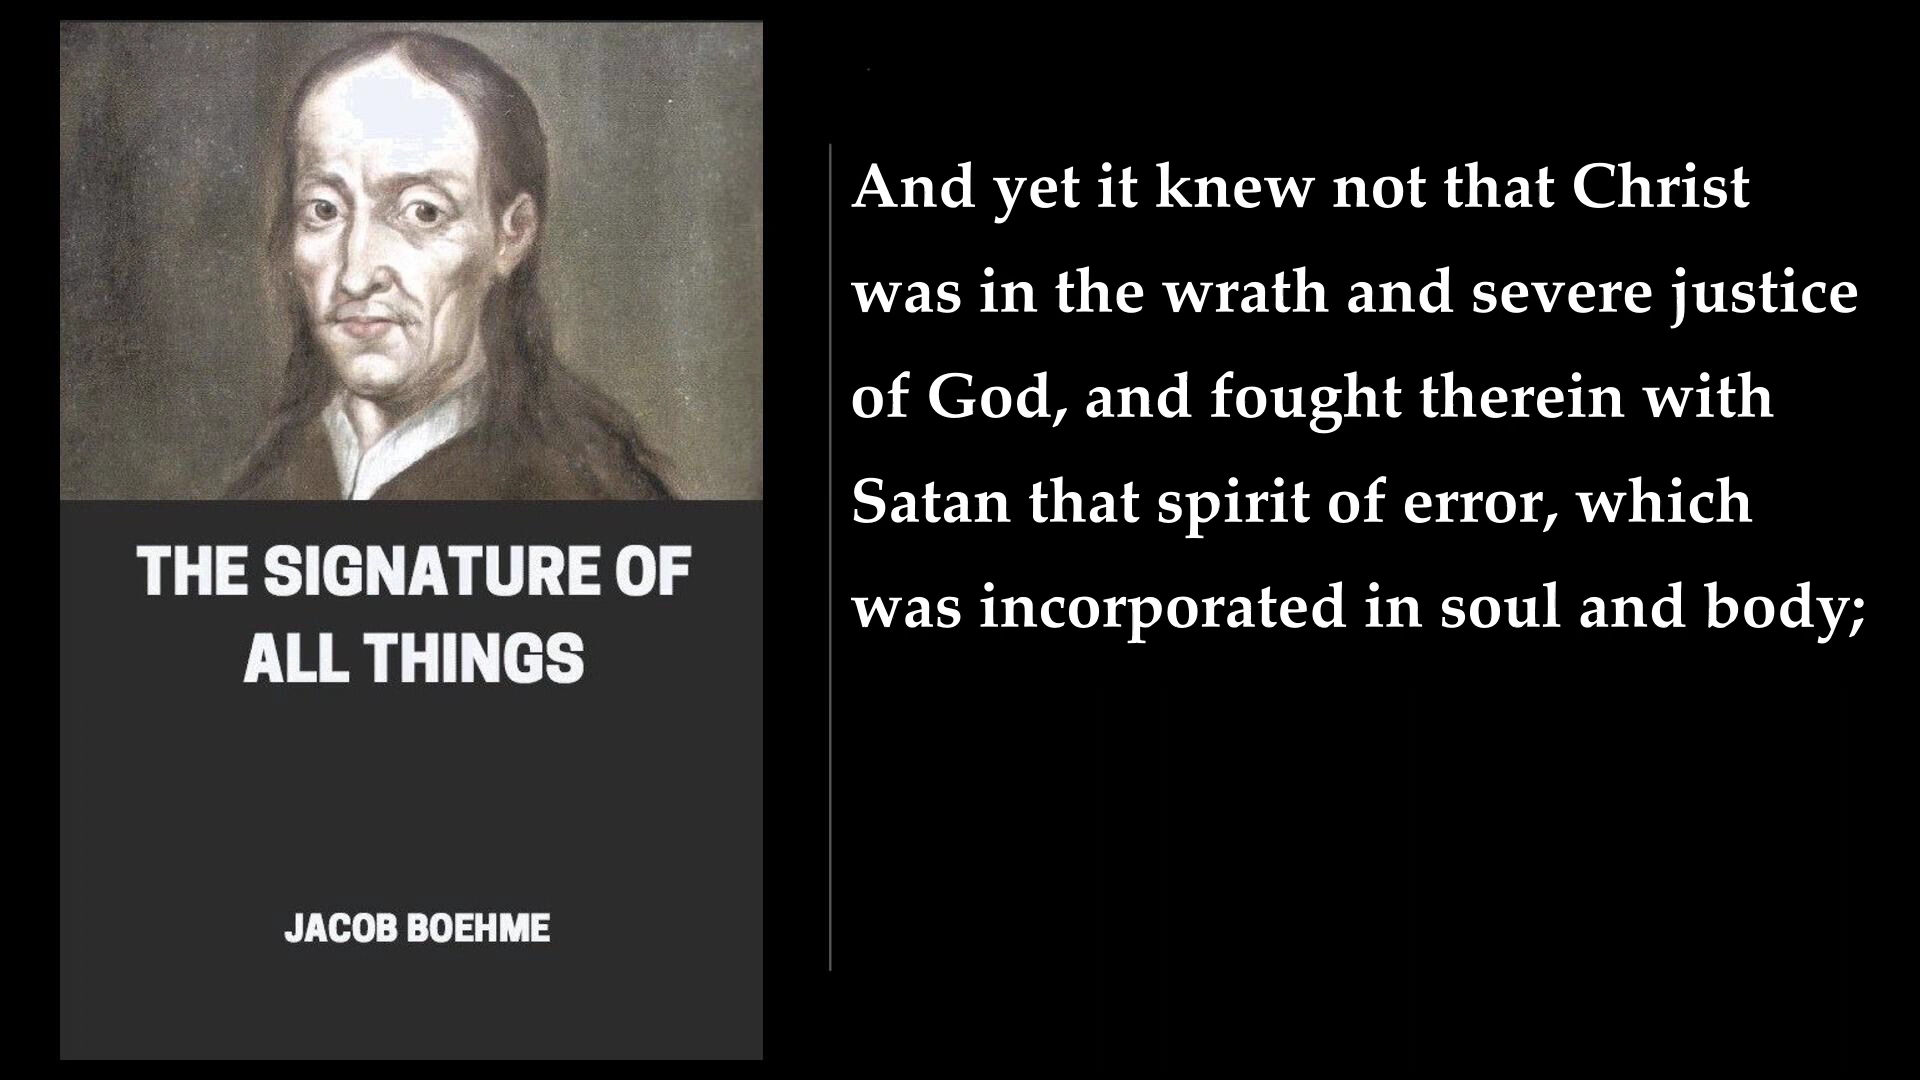 THE SIGNATURE OF
ALL THINGS
JACOB BOEHME
And yet it knew not that Christ
was in the wrath and severe justice
of God, and fought therein with
Satan that spirit of error, which
was incorporated in soul and body;